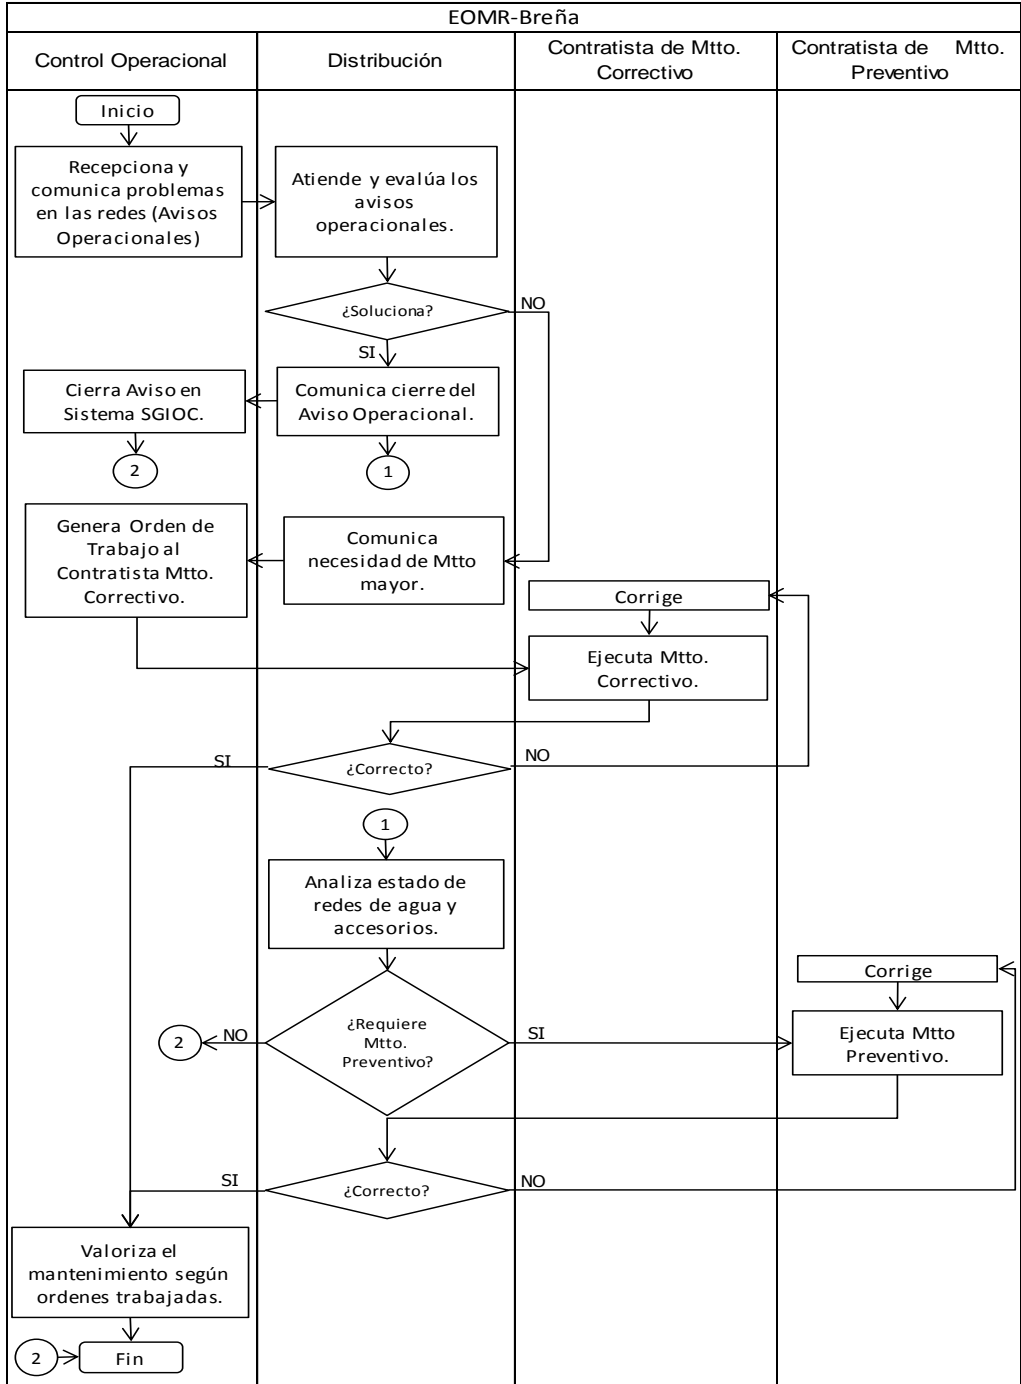 EOMR-Breña
Control Operacional
Distribución
Contratista de Mtto.
Correctivo
Contratista de Mtto.
Preventivo
Inicio
Recepciona y
comunica problemas
en las redes (Avisos
Operacionales)
Atiende y evalúa los
avisos
operacionales.
¿Soluciona?
NO
SI
Cierra Aviso en
Sistema SGIOC.
Comunica cierre del
Aviso Operacional.
2
1
Genera Orden de
Trabajo al
Contratista Mtto.
Correctivo.
Comunica
necesidad de Mtto
mayor.
Corrige
Ejecuta Mtto.
Correctivo.
SI
¿Correcto?
NO
1
Analiza estado de
redes de agua y
accesorios.
Corrige
2
NO
¿Requiere
Mtto.
Preventivo?
SI
Ejecuta Mtto
Preventivo.
SI
¿Correcto?
NO
Valoriza el
mantenimiento según
ordenes trabajadas.
2
Fin